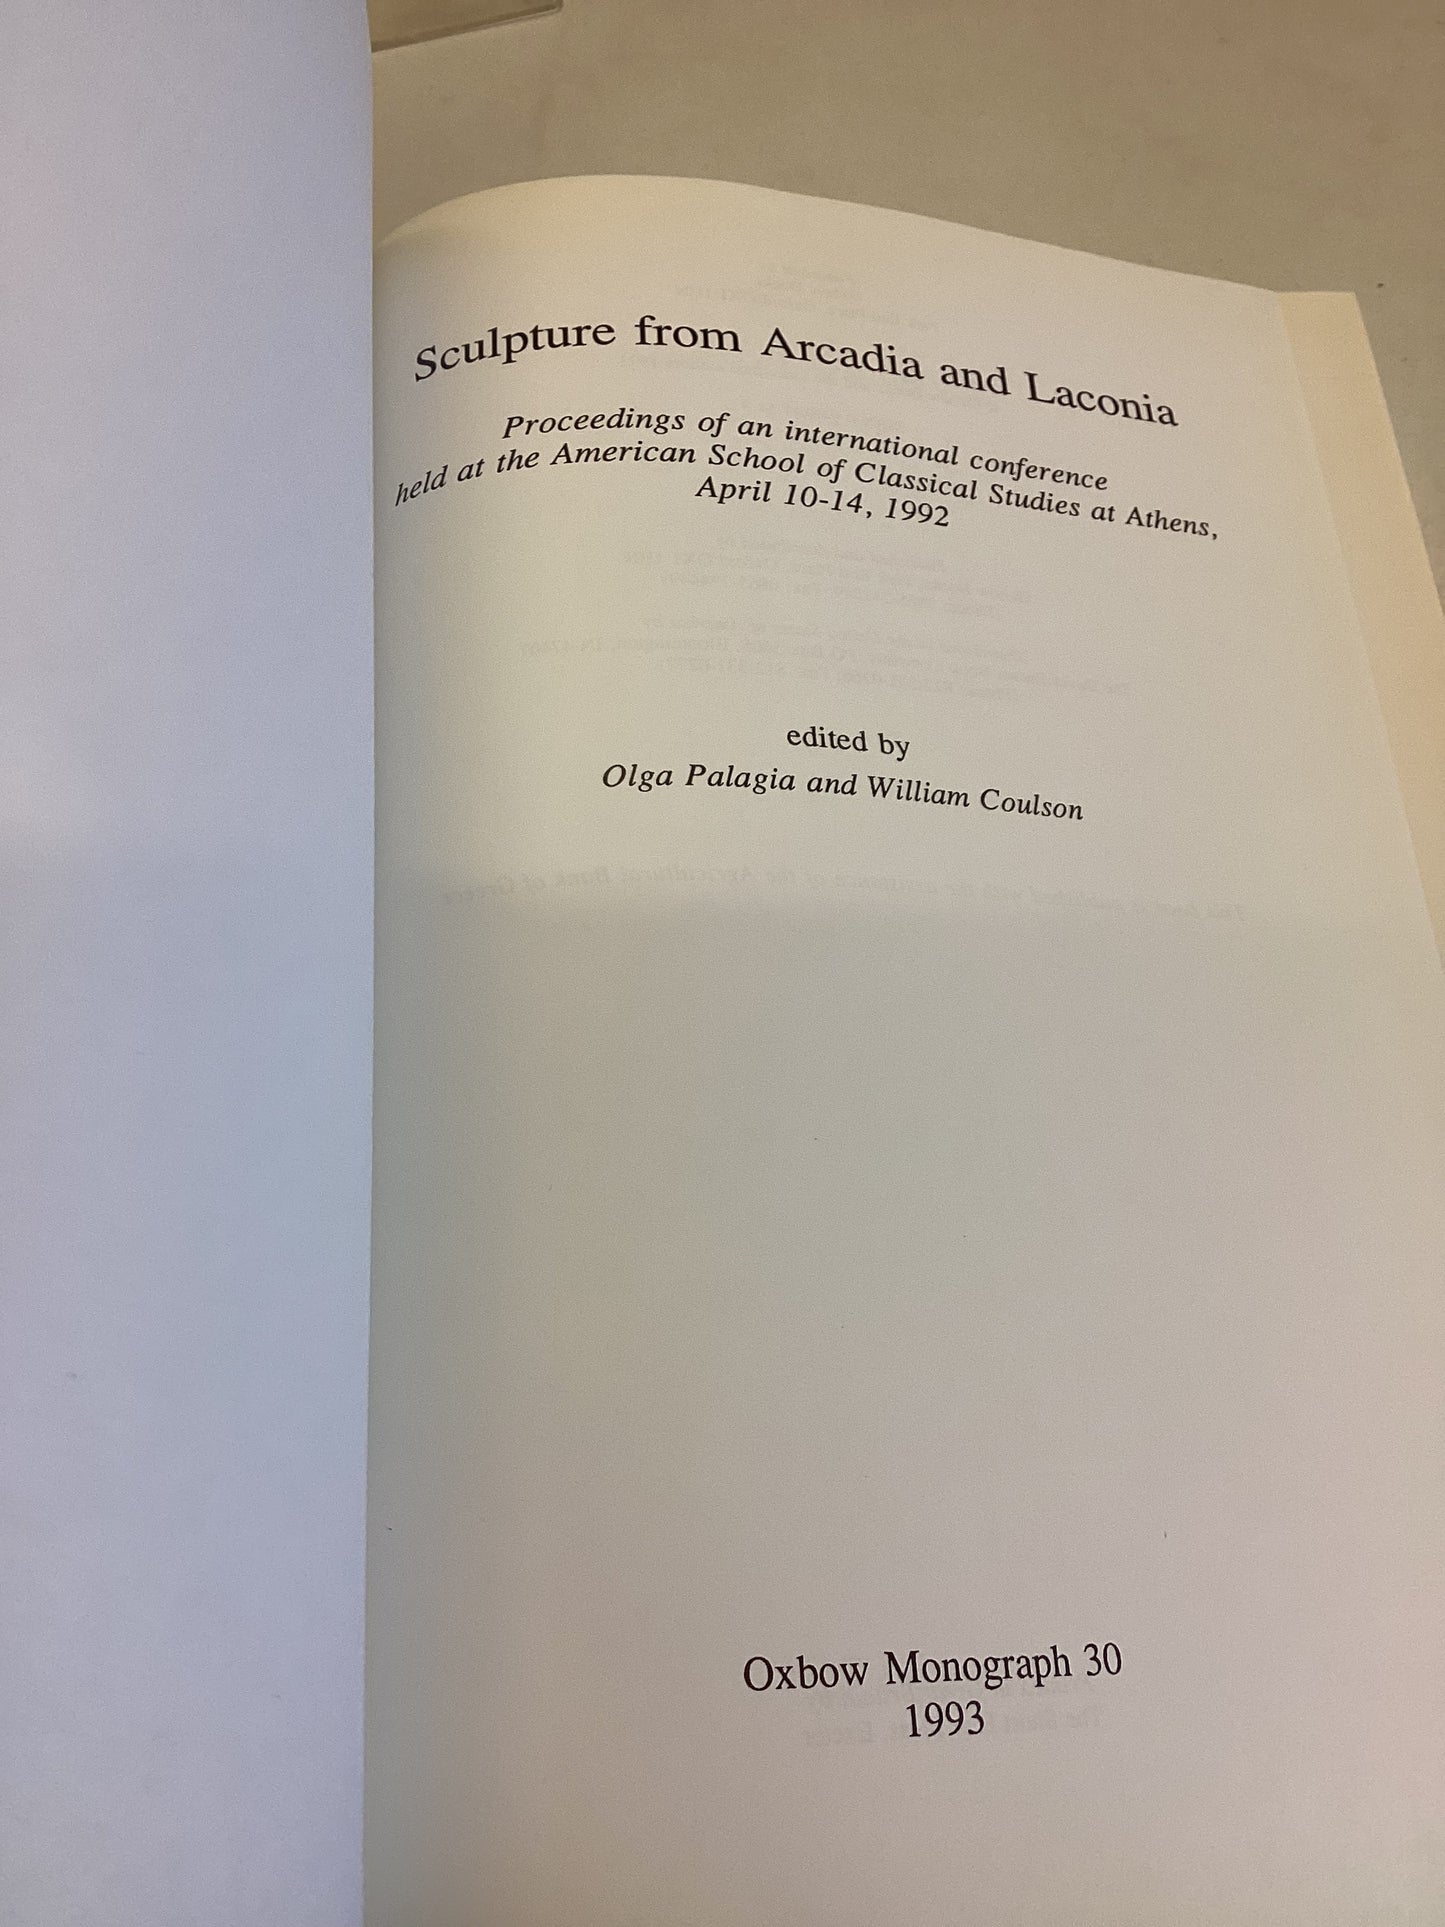 Sculpture from Arcadia and Laconia
Proceedings of an international conference
held at the American School of Classical Studies at Athens,
April 10-14, 1992
edited by
Olga Palagia and William Coulson
Oxbow Monograph 30
1993